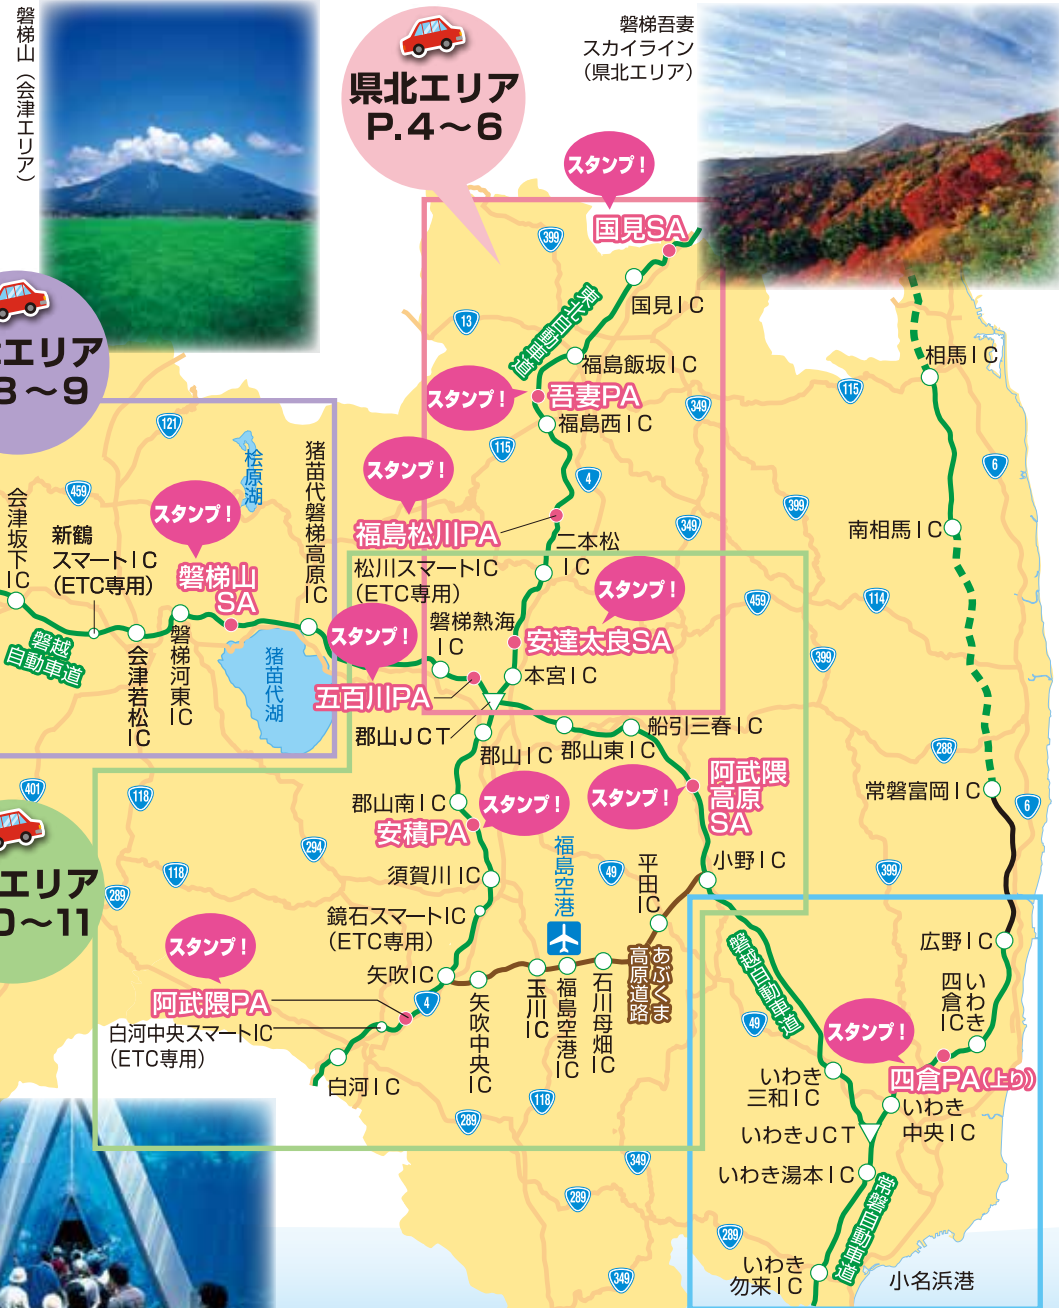 磐梯山（会津エリア）
県北エリア
P.4～6
磐梯吾妻
スカイライン
（県北エリア）
スタンプ！
国見SA
399
国見IC
東北自動車道
13
福島飯坂IC
相馬IC
エリア
8～9
スタンプ！
吾妻PA
349
115
福島西IC
121
115
スタンプ！
4
6
桧原湖
猪苗代磐梯高原IC
459
会津坂下IC
新鶴
スマートIC
（ETC専用）
スタンプ！
磐梯山
SA
福島松川PA
349
399
南相馬IC
二本松
IC
松川スマートIC
（ETC専用）
スタンプ！
安達太良SA
459
114
磐越
自動車道
会津若松IC
磐梯河東IC
猪苗代湖
スタンプ！
磐梯熱海
IC
五百川PA
本宮IC
399
郡山JCT
郡山IC
郡山東IC
船引三春IC
288
401
118
郡山南IC
スタンプ！
安積PA
スタンプ！
阿武隈
高原
SA
常磐富岡IC
6
エリア
0～11
294
118
289
須賀川IC
福島空港
49
平田IC
小野IC
399
鏡石スマートIC
（ETC専用）
スタンプ！
矢吹IC
あぶくま
高原道路
磐越自動車道
広野IC
いわき
四倉IC
阿武隈PA
4
白河中央スマートIC
（ETC専用）
矢吹中央IC
玉川IC
福島空港IC
石川母畑IC
49
スタンプ！
四倉PA（上り）
白河IC
118
289
いわき
三和IC
いわき
中央IC
いわきJCT
349
いわき湯本IC
289
常磐自動車道
289
いわき
勿来IC
349
小名浜港